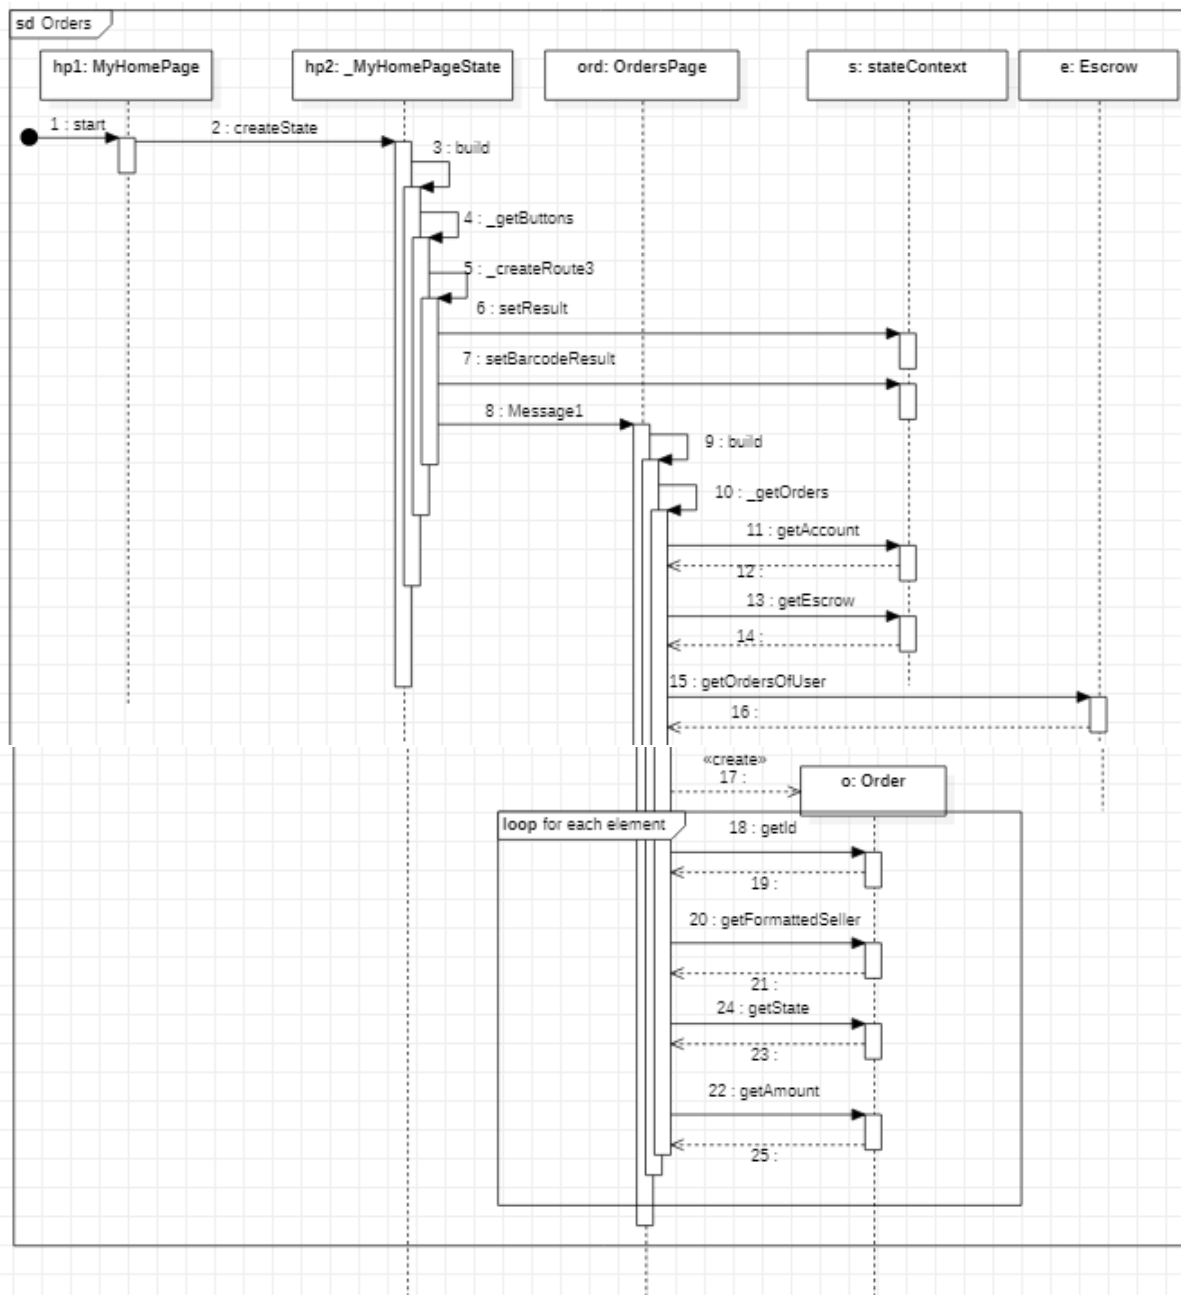 sd Orders
hp1: MyHomePage
hp2: _MyHomePageState
ord: OrdersPage
s: stateContext
e: Escrow
1 : start
2 : createState
3 : build
4 : _getButtons
5 : _createRoute3
6 : setResult
7 : setBarcodeResult
8 : Message1
9 : build
10 : _getOrders
11 : getAccount
12 :
13 : getEscrow
14 :
15 : getOrdersOfUser
16 :
«create»
17 :
o: Order
loop for each element
18 : getId
19 :
20 : getFormattedSeller
21 :
24 : getState
23 :
22 : getAmount
25 :